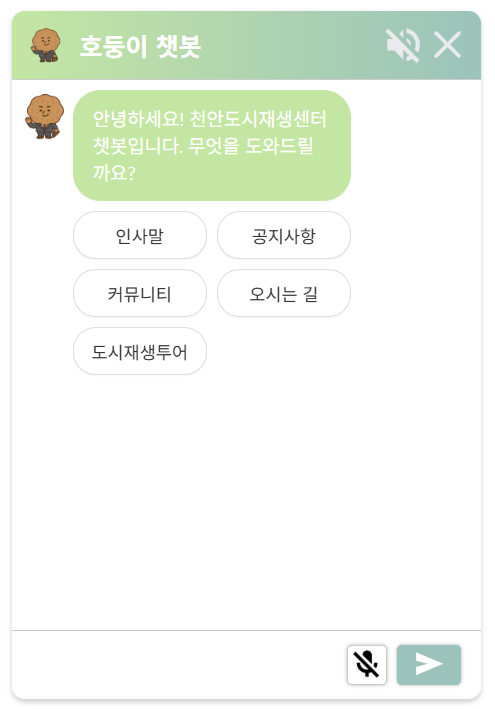 호둥이 챗봇
안녕하세요! 천안도시재생센터
챗봇입니다. 무엇을 도와드릴
까요?
인사말
공지사항
커뮤니티
오시는 길
도시재생투어